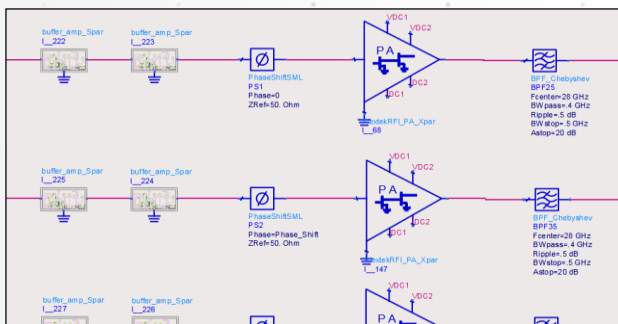 buffer_amp_Spar
I__222
buffer_amp_Spar
I__223
PhaseShiftSML
PS1
Phase=0
ZRef=50. Ohm
VDC1
VDC2
PA
DC2
DC1
extekRFI_PA_Xpar
I__68
BPF_Chebyshev
BPF25
Fcenter=28 GHz
BWpass=.4 GHz
Ripple=.5 dB
BWstop=.5 GHz
Astop=20 dB
buffer_amp_Spar
I__225
buffer_amp_Spar
I__224
PhaseShiftSML
PS2
Phase=Phase_Shift
ZRef=50. Ohm
VDC1
VDC2
PA
DC2
DC1
extekRFI_PA_Xpar
I__147
BPF_Chebyshev
BPF35
Fcenter=28 GHz
BWpass=.4 GHz
Ripple=.5 dB
BWstop=.5 GHz
Astop=20 dB
buffer_amp_Spar
I__227
buffer_amp_Spar
I__226
VDC1
VDC2
PA